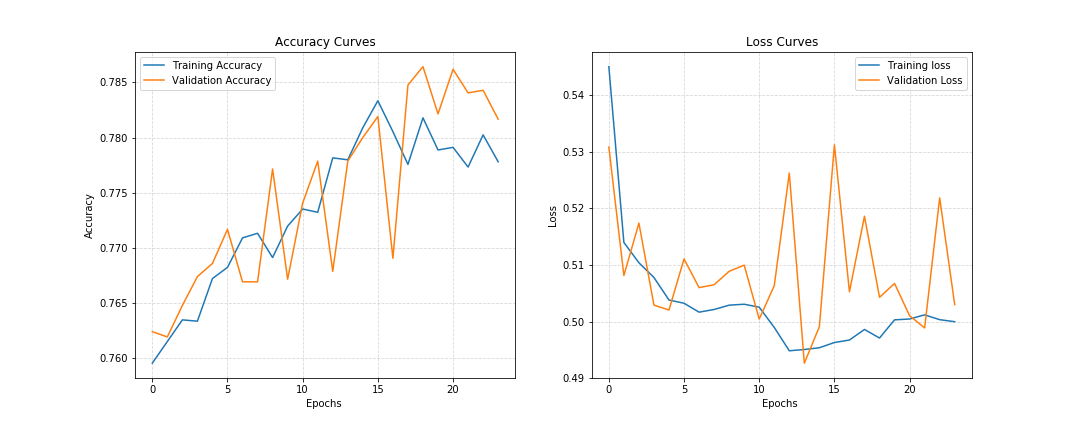 Accuracy Curves
Training Accuracy
Validation Accuracy
0.785
0.780
0.775
0.770
0.765
0.760
Accuracy
0 5 10 15 20
Epochs
Loss Curves
Training loss
Validation Loss
0.54
0.53
0.52
0.51
0.50
0.49
Loss
0 5 10 15 20
Epochs